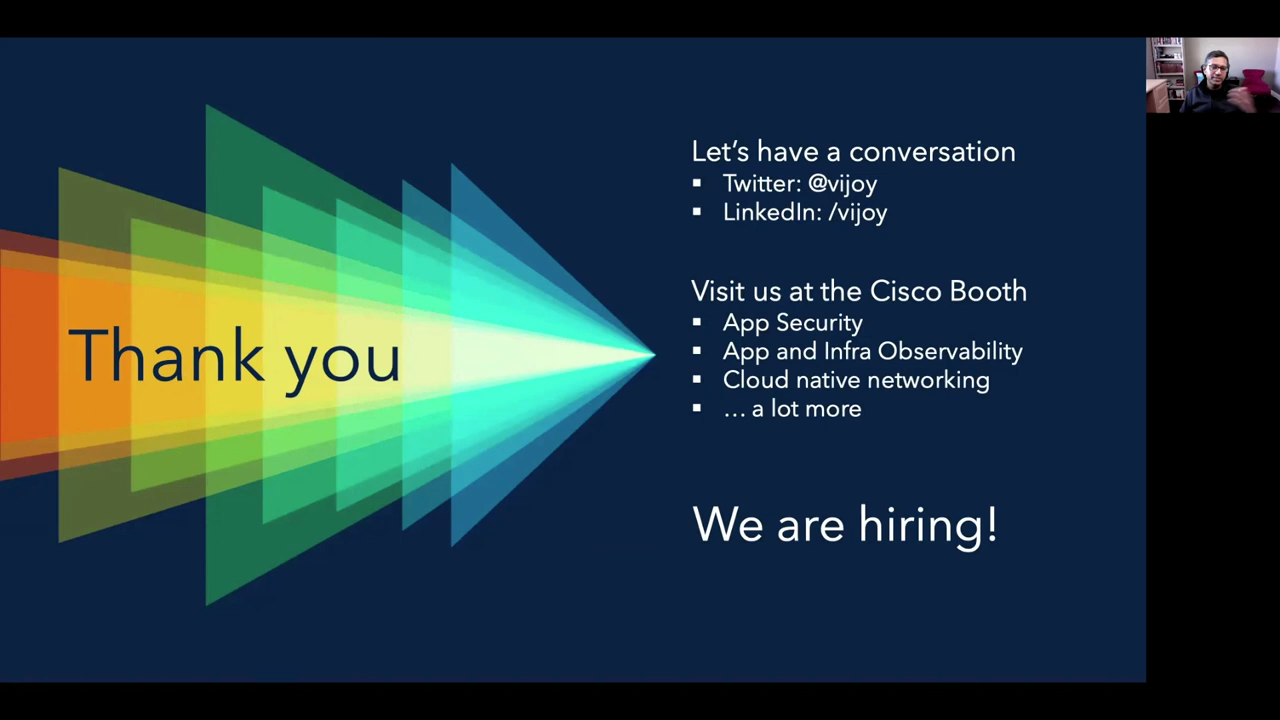 Thank you
Let's have a conversation
▪ Twitter: @vijoy
▪ LinkedIn: /vijoy
Visit us at the Cisco Booth
▪ App Security
▪ App and Infra Observability
▪ Cloud native networking
▪ … a lot more
We are hiring!